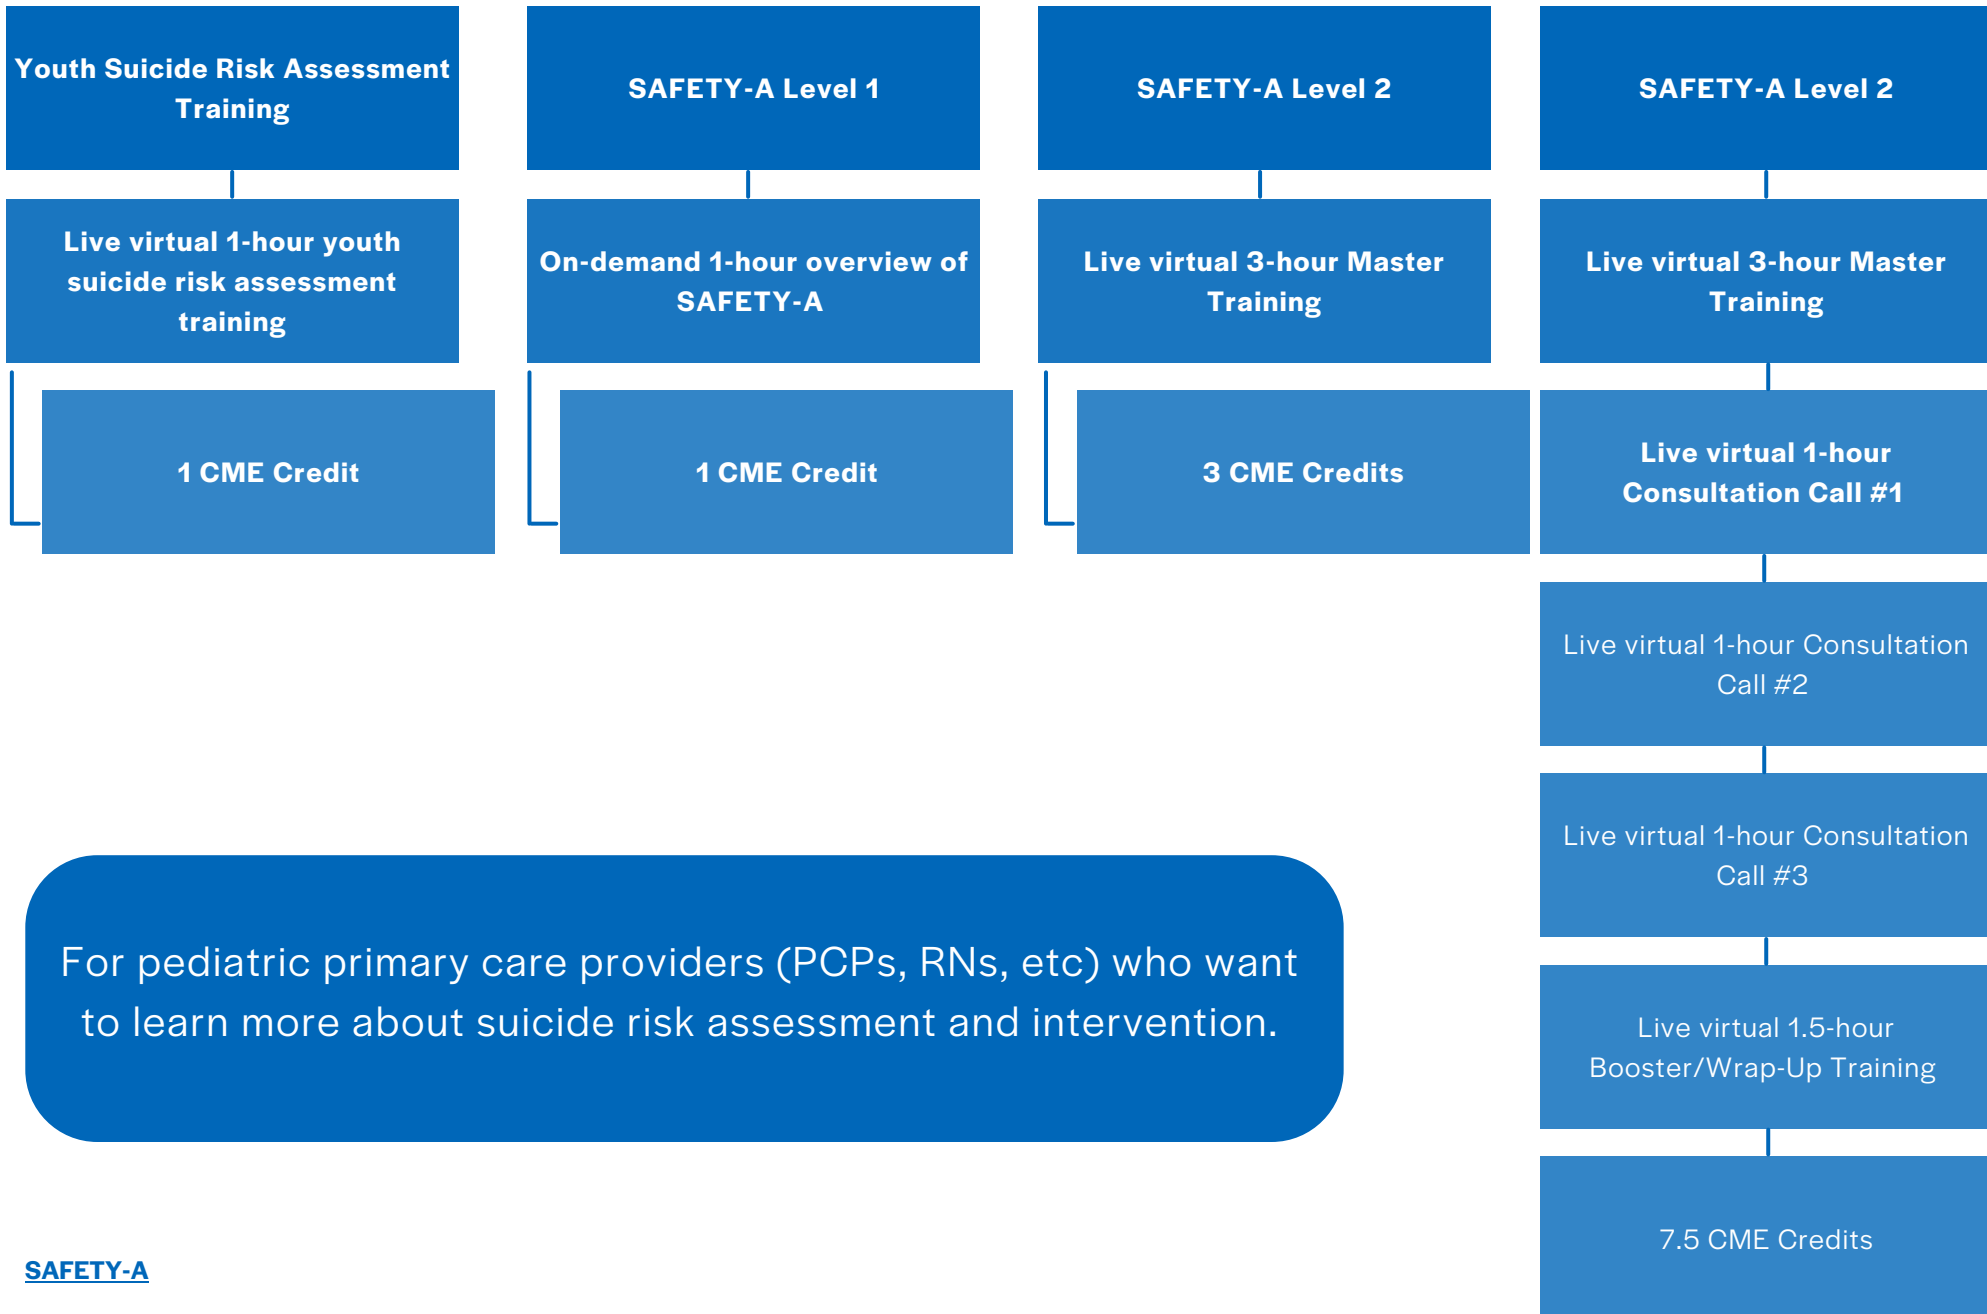 Youth Suicide Risk Assessment
Training
Live virtual 1-hour youth
suicide risk assessment
training
1 CME Credit
SAFETY-A Level 1
On-demand 1-hour overview of
SAFETY-A
1 CME Credit
SAFETY-A Level 2
Live virtual 3-hour Master
Training
3 CME Credits
SAFETY-A Level 2
Live virtual 3-hour Master
Training
Live virtual 1-hour
Consultation Call #1
Live virtual 1-hour Consultation
Call #2
Live virtual 1-hour Consultation
Call #3
Live virtual 1.5-hour
Booster/Wrap-Up Training
7.5 CME Credits
For pediatric primary care providers (PCPs, RNs, etc) who want
to learn more about suicide risk assessment and intervention.
SAFETY-A